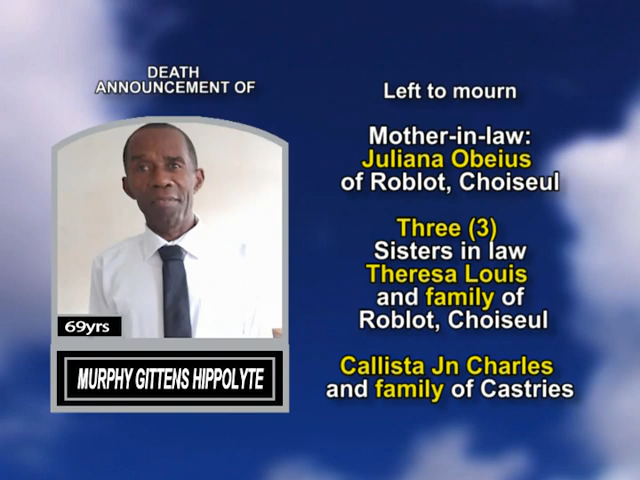 DEATH
ANNOUNCEMENT OF
69yrs
MURPHY GITTENS HIPPOLYTE
Left to mourn
Mother-in-law:
Juliana Obeius
of Roblot, Choiseul
Three (3)
Sisters in law
Theresa Louis
and family of
Roblot, Choiseul
Callista Jn Charles
and family of Castries